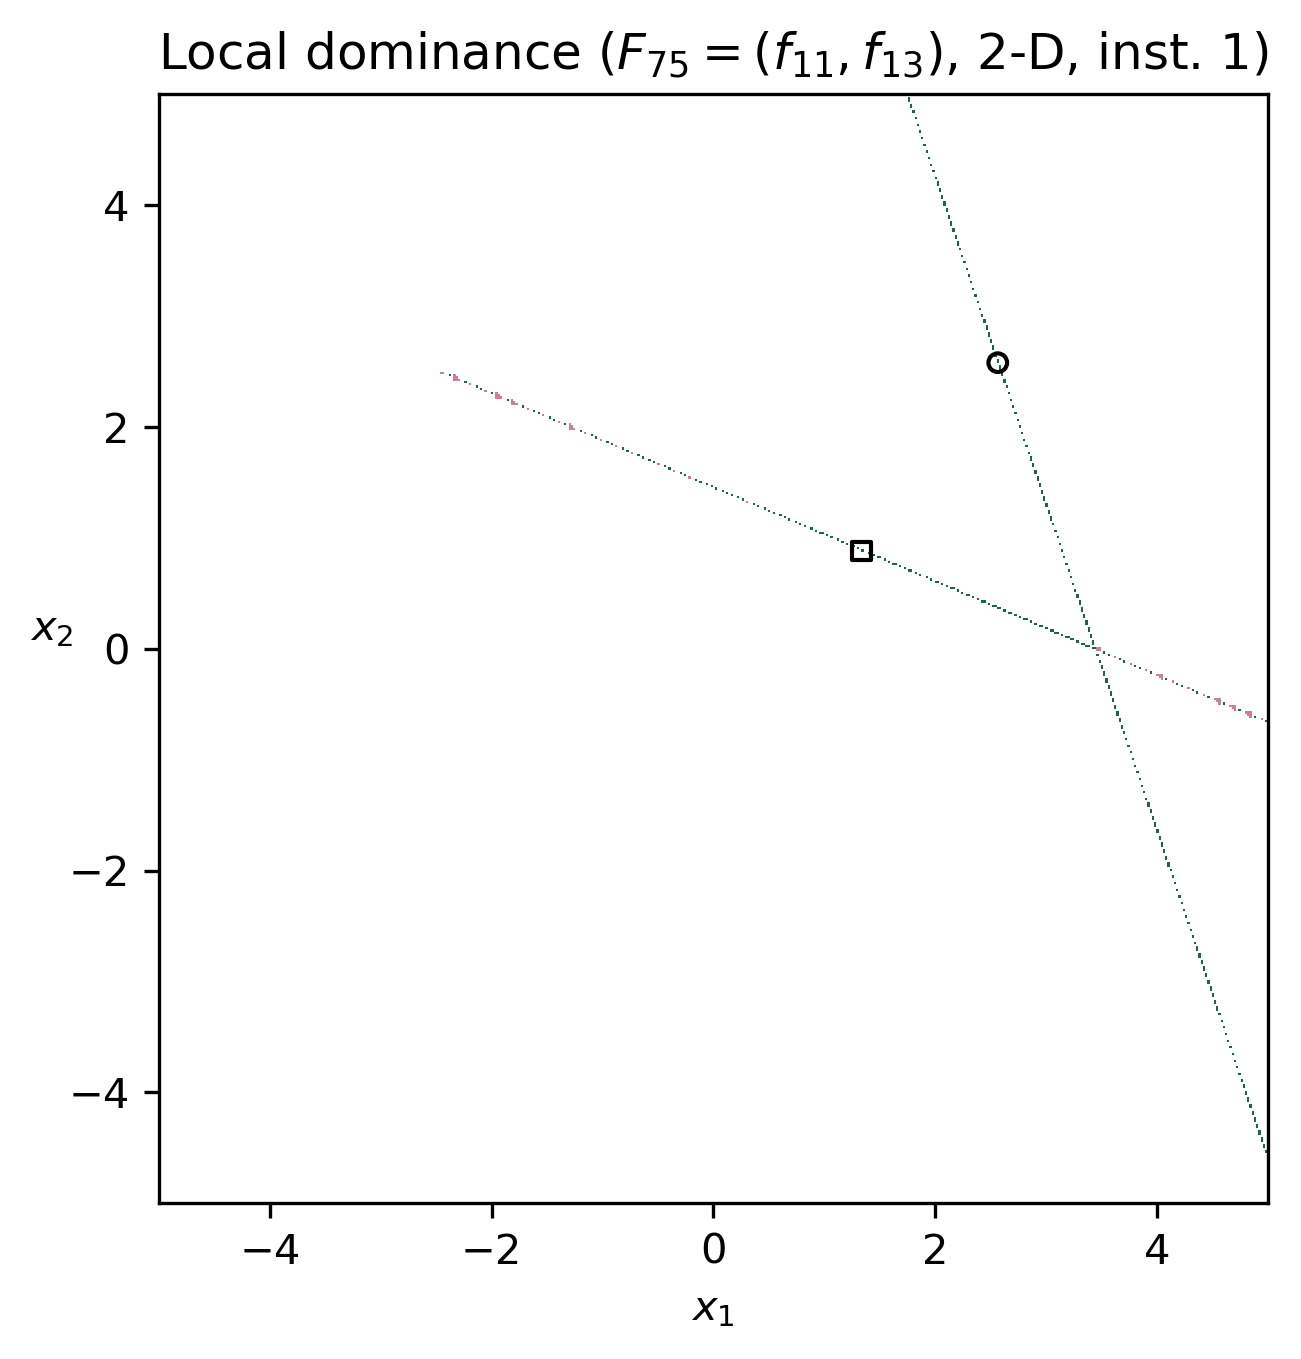 Local dominance (F₇₅ = (f₁₁, f₁₃), 2-D, inst. 1)
4
2
x₂ 0
−2
−4
−4 −2 0 2 4
x₁